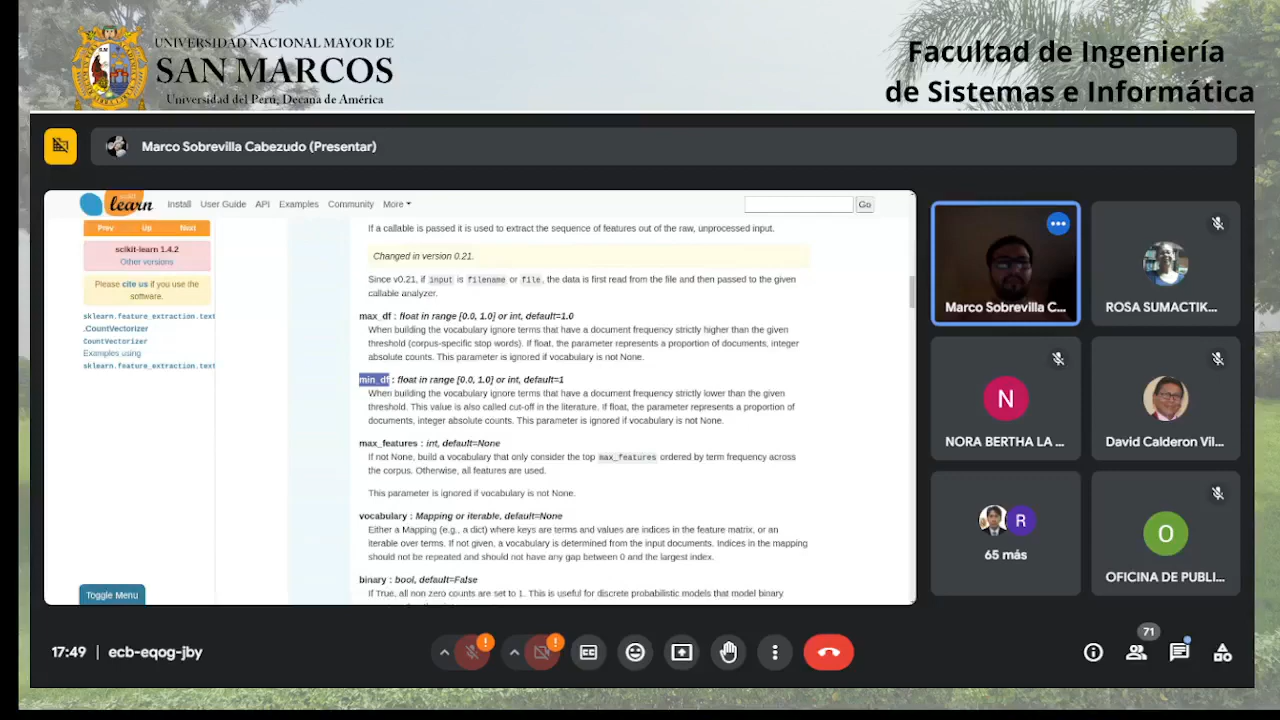 UNIVERSIDAD NACIONAL MAYOR DE
SAN MARCOS
Universidad del Perú, Decana de América
Facultad de Ingeniería
de Sistemas e Informática
Marco Sobrevilla Cabezudo (Presentar)
learn
Install User Guide API Examples Community More
Go
Prev Up Next
scikit-learn 1.4.2
Other versions
Please cite us if you use the
software.
sklearn.feature_extraction.text
.CountVectorizer
CountVectorizer
Examples using
sklearn.feature_extraction.text
Toggle Menu
If a callable is passed it is used to extract the sequence of features out of the raw, unprocessed input.
Changed in version 0.21.
Since v0.21, if input is filename or file, the data is first read from the file and then passed to the given
callable analyzer.
max_df : float in range [0.0, 1.0] or int, default=1.0
When building the vocabulary ignore terms that have a document frequency strictly higher than the given
threshold (corpus-specific stop words). If float, the parameter represents a proportion of documents, integer
absolute counts. This parameter is ignored if vocabulary is not None.
min_df : float in range [0.0, 1.0] or int, default=1
When building the vocabulary ignore terms that have a document frequency strictly lower than the given
threshold. This value is also called cut-off in the literature. If float, the parameter represents a proportion of
documents, integer absolute counts. This parameter is ignored if vocabulary is not None.
max_features : int, default=None
If not None, build a vocabulary that only consider the top max_features ordered by term frequency across
the corpus. Otherwise, all features are used.
This parameter is ignored if vocabulary is not None.
vocabulary : Mapping or iterable, default=None
Either a Mapping (e.g., a dict) where keys are terms and values are indices in the feature matrix, or an
iterable over terms. If not given, a vocabulary is determined from the input documents. Indices in the mapping
should not be repeated and should not have any gap between 0 and the largest index.
binary : bool, default=False
If True, all non zero counts are set to 1. This is useful for discrete probabilistic models that model binary
Marco Sobrevilla C...
ROSA SUMACTIK...
N
NORA BERTHA LA ...
David Calderon Vil...
R
65 más
O
OFICINA DE PUBLI...
17:49 | ecb-eqog-jby
71